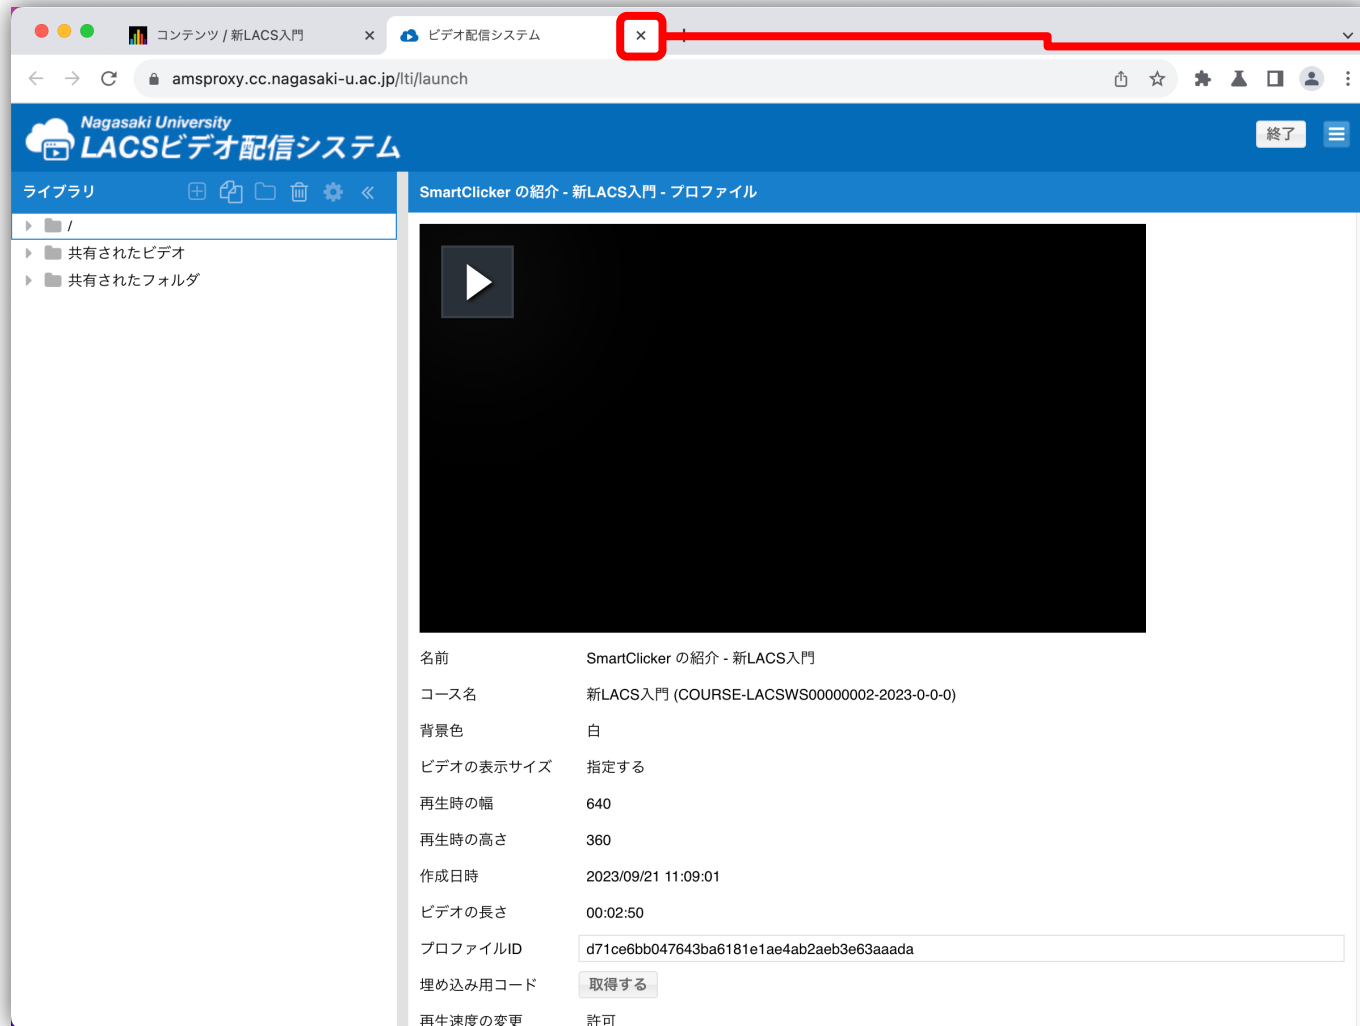 コンテンツ / 新LACS入門
ビデオ配信システム
amsproxy.cc.nagasaki-u.ac.jp/lti/launch
Nagasaki University
LACSビデオ配信システム
終了
ライブラリ
SmartClicker の紹介 - 新LACS入門 - プロファイル
/
共有されたビデオ
共有されたフォルダ
名前 SmartClicker の紹介 - 新LACS入門
コース名 新LACS入門 (COURSE-LACSWS00000002-2023-0-0-0)
背景色 白
ビデオの表示サイズ 指定する
再生時の幅 640
再生時の高さ 360
作成日時 2023/09/21 11:09:01
ビデオの長さ 00:02:50
プロファイルID d71ce6bb047643ba6181e1ae4ab2aeb3e63aaada
埋め込み用コード 取得する
再生速度の変更 許可